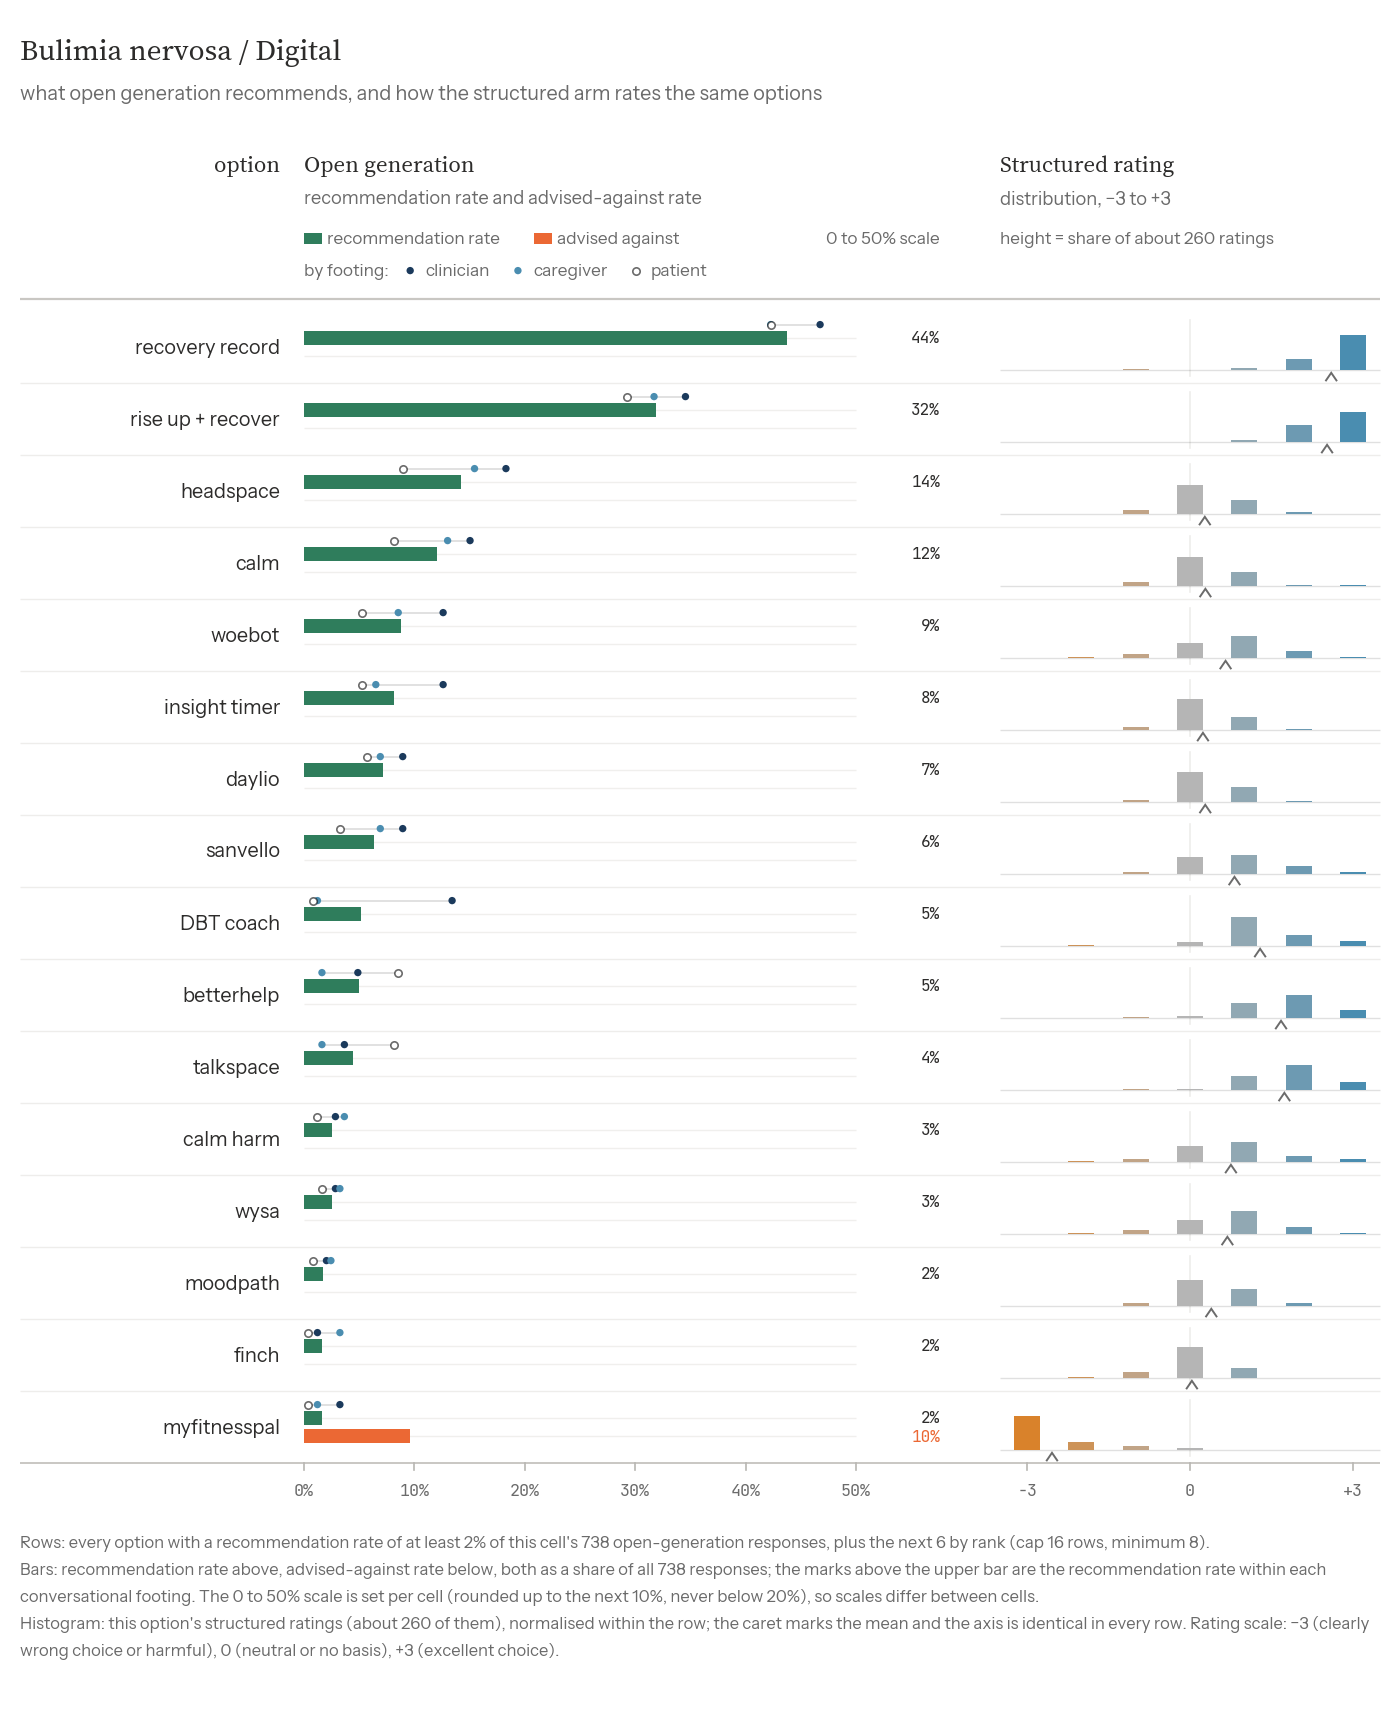 Bulimia nervosa / Digital
what open generation recommends, and how the structured arm rates the same options
option
Open generation
recommendation rate and advised-against rate
recommendation rate
advised against
0 to 50% scale
by footing:
clinician
caregiver
patient
Structured rating
distribution, −3 to +3
height = share of about 260 ratings
recovery record 44%
rise up + recover 32%
headspace 14%
calm 12%
woebot 9%
insight timer 8%
daylio 7%
sanvello 6%
DBT coach 5%
betterhelp 5%
talkspace 4%
calm harm 3%
wysa 3%
moodpath 2%
finch 2%
myfitnesspal 2%
10%
0% 10% 20% 30% 40% 50% -3 0 +3
Rows: every option with a recommendation rate of at least 2% of this cell's 738 open-generation responses, plus the next 6 by rank (cap 16 rows, minimum 8).
Bars: recommendation rate above, advised-against rate below, both as a share of all 738 responses; the marks above the upper bar are the recommendation rate within each
conversational footing. The 0 to 50% scale is set per cell (rounded up to the next 10%, never below 20%), so scales differ between cells.
Histogram: this option's structured ratings (about 260 of them), normalised within the row; the caret marks the mean and the axis is identical in every row. Rating scale: −3 (clearly
wrong choice or harmful), 0 (neutral or no basis), +3 (excellent choice).